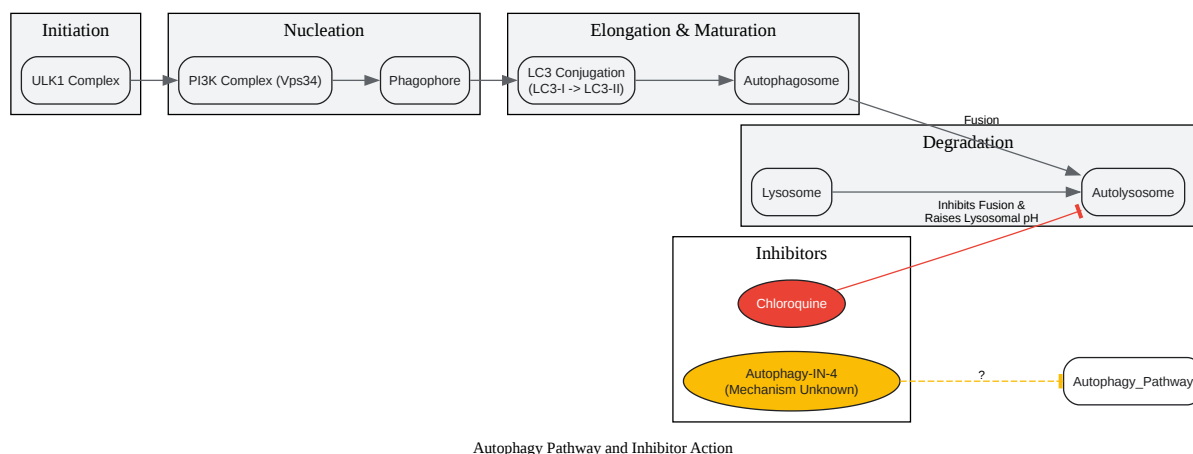 Initiation
ULK1 Complex
Nucleation
PI3K Complex (Vps34)
Phagophore
Elongation & Maturation
LC3 Conjugation
(LC3-I -> LC3-II)
Autophagosome
Fusion
Degradation
Lysosome
Autolysosome
Inhibits Fusion &
Raises Lysosomal pH
Inhibitors
Chloroquine
Autophagy-IN-4
(Mechanism Unknown)
?
Autophagy_Pathway
Autophagy Pathway and Inhibitor Action